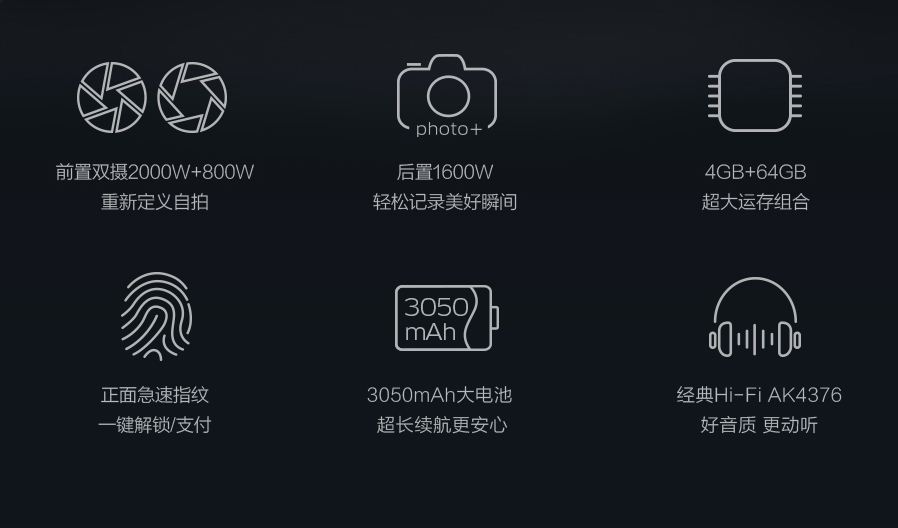 photo+
前置双摄2000W+800W
重新定义自拍
后置1600W
轻松记录美好瞬间
4GB+64GB
超大运存组合
3050
mAh
正面急速指纹
一键解锁/支付
3050mAh大电池
超长续航更安心
经典Hi-Fi AK4376
好音质 更动听